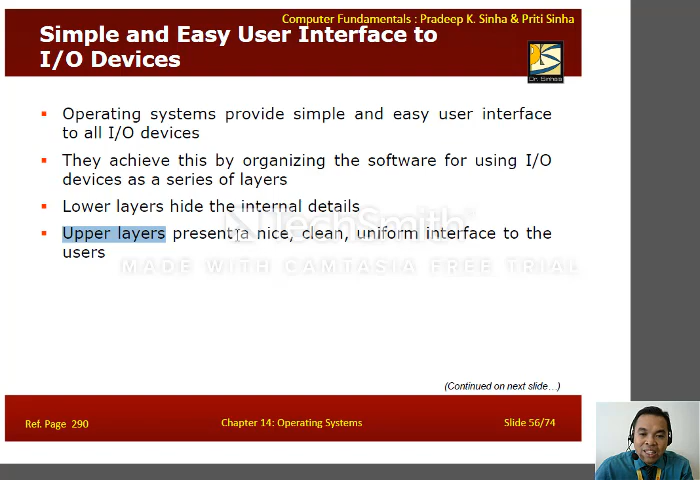 Computer Fundamentals : Pradeep K. Sinha & Priti Sinha
Simple and Easy User Interface to
I/O Devices
Dr. Sinhas
Operating systems provide simple and easy user interface
to all I/O devices
They achieve this by organizing the software for using I/O
devices as a series of layers
Lower layers hide the internal details
Upper layers present a nice, clean, uniform interface to the
users
TechSmith
MADE WITH CAMTASIA FREE TRIAL
(Continued on next slide…)
Ref. Page 290
Chapter 14: Operating Systems
Slide 56/74